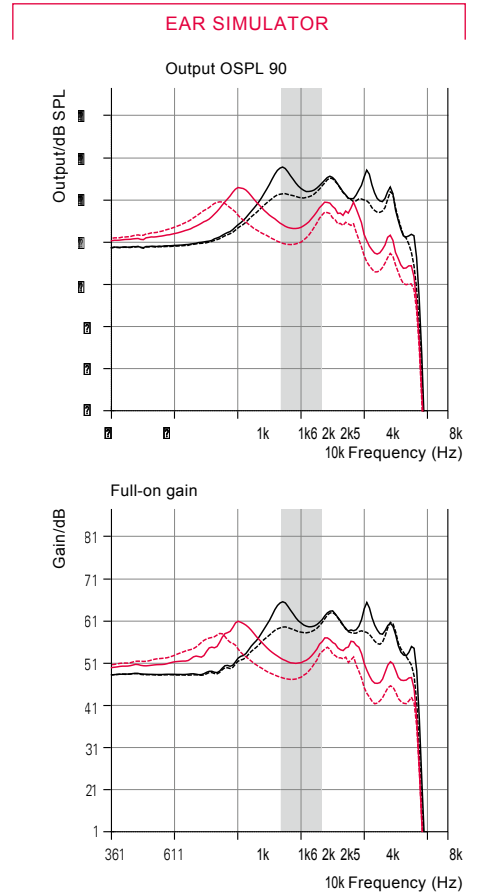 EAR SIMULATOR
Output OSPL 90
Output/dB SPL
1k 1k6 2k 2k5 4k 8k
10k Frequency (Hz)
Full-on gain
Gain/dB
81
71
61
51
41
31
21
1
361 611 1k 1k6 2k 2k5 4k 8k
10k Frequency (Hz)